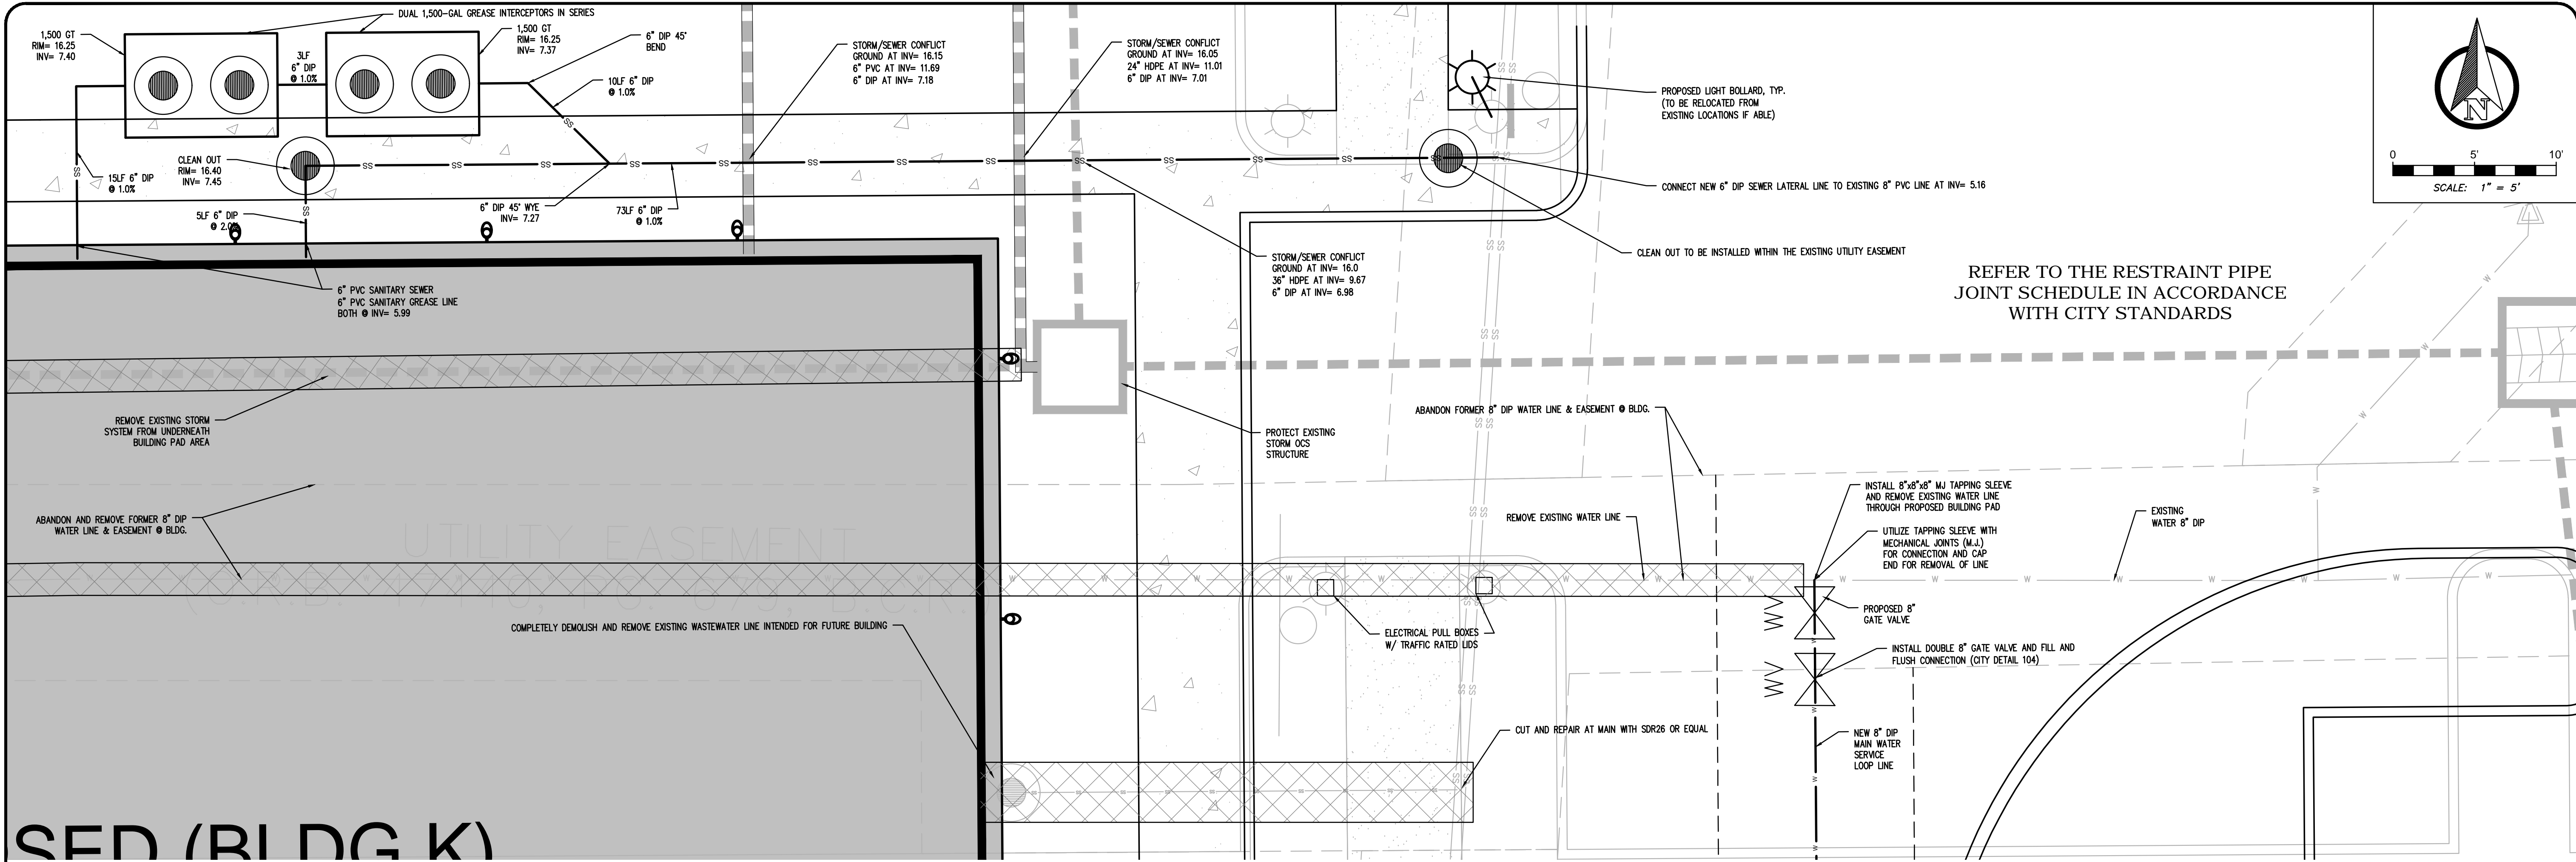 DUAL 1,500-GAL GREASE INTERCEPTORS IN SERIES
1,500 GT
RIM= 16.25
INV= 7.40
3LF
6" DIP
@ 1.0%
1,500 GT
RIM= 16.25
INV= 7.37
6" DIP 45°
BEND
10LF 6" DIP
@ 1.0%
STORM/SEWER CONFLICT
GROUND AT INV= 16.15
6" PVC AT INV= 11.69
6" DIP AT INV= 7.18
STORM/SEWER CONFLICT
GROUND AT INV= 16.05
24" HDPE AT INV= 11.01
6" DIP AT INV= 7.01
PROPOSED LIGHT BOLLARD, TYP.
(TO BE RELOCATED FROM
EXISTING LOCATIONS IF ABLE)
N
0 5' 10'
SCALE: 1" = 5'
CLEAN OUT
RIM= 16.40
INV= 7.45
15LF 6" DIP
@ 1.0%
5LF 6" DIP
@ 2.0%
6" DIP 45° WYE
INV= 7.27
73LF 6" DIP
@ 1.0%
CONNECT NEW 6" DIP SEWER LATERAL LINE TO EXISTING 8" PVC LINE AT INV= 5.16
CLEAN OUT TO BE INSTALLED WITHIN THE EXISTING UTILITY EASEMENT
STORM/SEWER CONFLICT
GROUND AT INV= 16.0
36" HDPE AT INV= 9.67
6" DIP AT INV= 6.98
REFER TO THE RESTRAINT PIPE
JOINT SCHEDULE IN ACCORDANCE
WITH CITY STANDARDS
6" PVC SANITARY SEWER
6" PVC SANITARY GREASE LINE
BOTH @ INV= 5.99
REMOVE EXISTING STORM
SYSTEM FROM UNDERNEATH
BUILDING PAD AREA
PROTECT EXISTING
STORM OCS
STRUCTURE
ABANDON FORMER 8" DIP WATER LINE & EASEMENT @ BLDG.
ABANDON AND REMOVE FORMER 8" DIP
WATER LINE & EASEMENT @ BLDG.
UTILITY EASEMENT
REMOVE EXISTING WATER LINE
INSTALL 8"x8"x8" MJ TAPPING SLEEVE
AND REMOVE EXISTING WATER LINE
THROUGH PROPOSED BUILDING PAD
UTILIZE TAPPING SLEEVE WITH
MECHANICAL JOINTS (M.J.)
FOR CONNECTION AND CAP
END FOR REMOVAL OF LINE
EXISTING
WATER 8" DIP
PROPOSED 8"
GATE VALVE
COMPLETELY DEMOLISH AND REMOVE EXISTING WASTEWATER LINE INTENDED FOR FUTURE BUILDING
ELECTRICAL PULL BOXES
W/ TRAFFIC RATED LIDS
INSTALL DOUBLE 8" GATE VALVE AND FILL AND
FLUSH CONNECTION (CITY DETAIL 104)
CUT AND REPAIR AT MAIN WITH SDR26 OR EQUAL
NEW 8" DIP
MAIN WATER
SERVICE
LOOP LINE
SED (BLDG K)